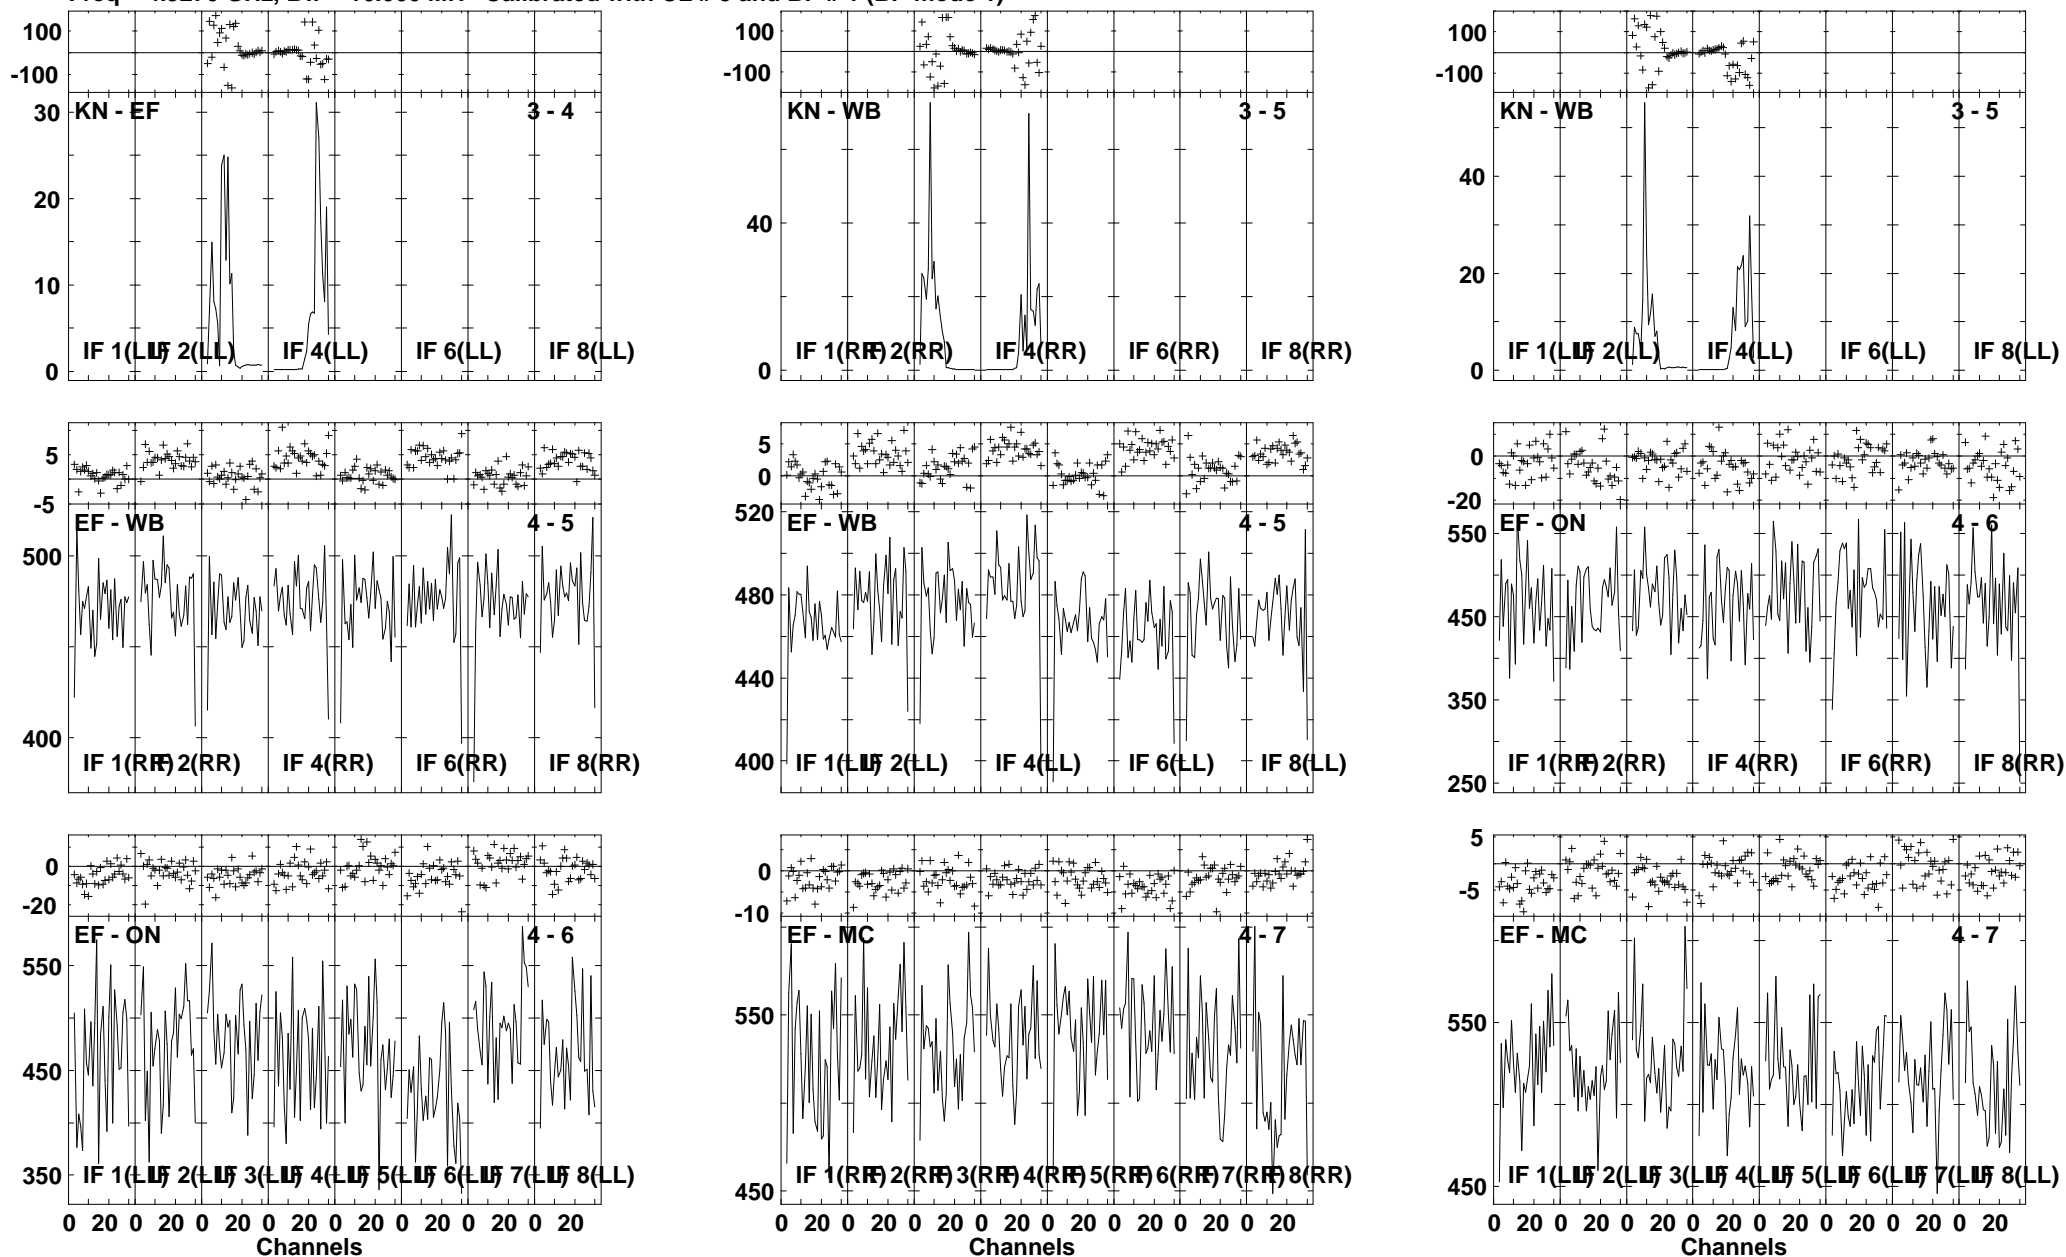 Freq = GHz, Bw = MH Calibrated with CL # and BP # (BP mode 1)
100
-100
KN - EF 3 - 4
30
20
10
0
IF 1(LL) IF 2(LL) IF 4(LL) IF 6(LL) IF 8(LL)
100
-100
KN - WB 3 - 5
40
0
IF 1(RR) IF 2(RR) IF 4(RR) IF 6(RR) IF 8(RR)
100
-100
KN - WB 3 - 5
40
20
0
IF 1(LL) IF 2(LL) IF 4(LL) IF 6(LL) IF 8(LL)
5
-5
EF - WB 4 - 5
500
400
IF 1(RR) IF 2(RR) IF 4(RR) IF 6(RR) IF 8(RR)
5
0
520
EF - WB 4 - 5
480
440
400
IF 1(LL) IF 2(LL) IF 4(LL) IF 6(LL) IF 8(LL)
0
-20
EF - ON 4 - 6
550
450
350
250
IF 1(RR) IF 2(RR) IF 4(RR) IF 6(RR) IF 8(RR)
0
-20
EF - ON 4 - 6
550
450
350
IF 1(LL) IF 2(LL) IF 3(LL) IF 4(LL) IF 5(LL) IF 6(LL) IF 7(LL) IF 8(LL)
0 20 0 20 0 20 0 20 0 20 0 20 0 20 0 20
Channels
0
-10
EF - MC 4 - 7
550
450
IF 1(RR) IF 2(RR) IF 3(RR) IF 4(RR) IF 5(RR) IF 6(RR) IF 7(RR) IF 8(RR)
0 20 0 20 0 20 0 20 0 20 0 20 0 20 0 20
Channels
5
-5
EF - MC 4 - 7
550
450
IF 1(LL) IF 2(LL) IF 3(LL) IF 4(LL) IF 5(LL) IF 6(LL) IF 7(LL) IF 8(LL)
0 20 0 20 0 20 0 20 0 20 0 20 0 20 0 20
Channels